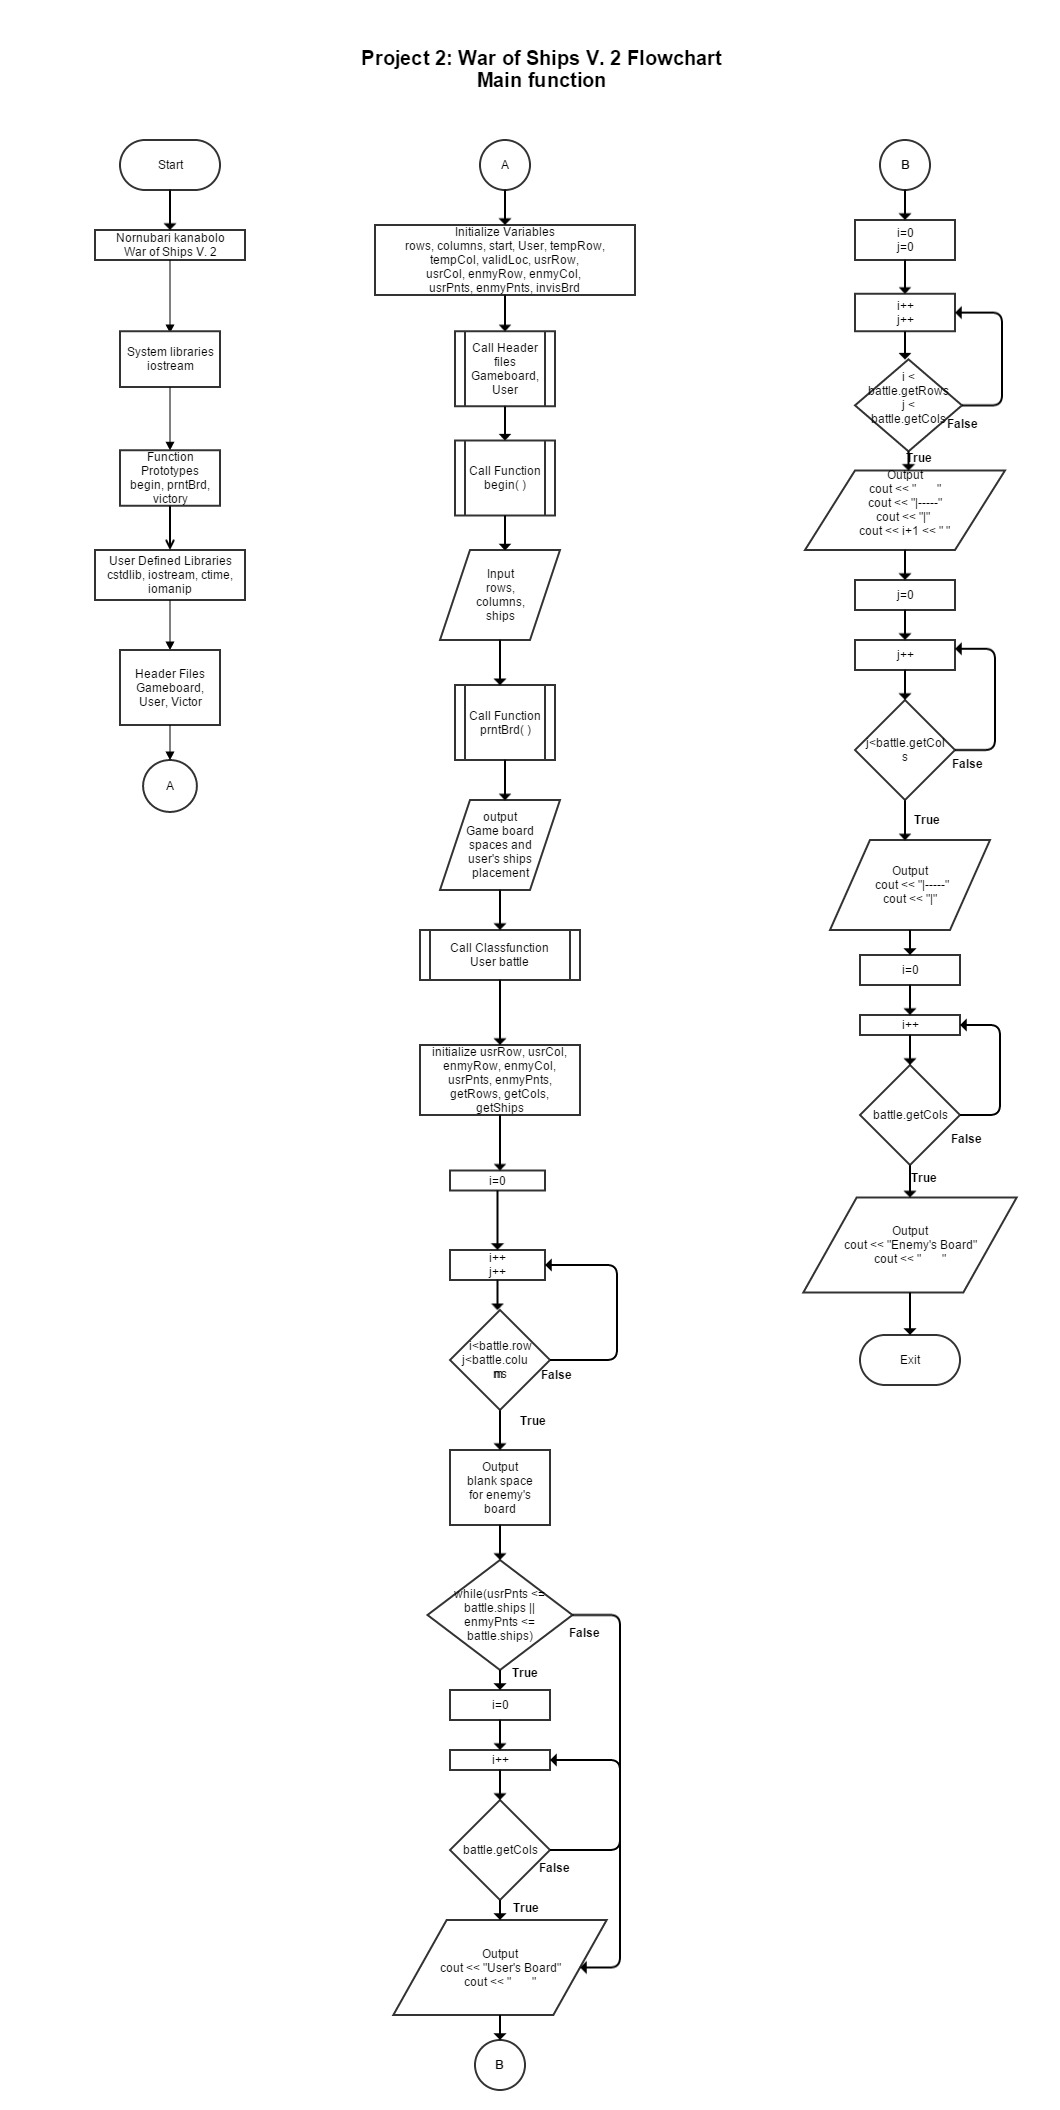 Project 2: War of Ships V. 2 Flowchart
Main function
Start
Nornubari kanabolo
War of Ships V. 2
System libraries
iostream
Function
Prototypes
begin, prntBrd,
victory
User Defined Libraries
cstdlib, iostream, ctime,
iomanip
Header Files
Gameboard,
User, Victor
A
A
Initialize Variables
rows, columns, start, User, tempRow,
tempCol, validLoc, usrRow,
usrCol, enmyRow, enmyCol,
usrPnts, enmyPnts, invisBrd
Call Header
files
Gameboard,
User
Call Function
begin( )
Input
rows,
columns,
ships
Call Function
prntBrd( )
output
Game board
spaces and
user's ships
placement
Call Classfunction
User battle
initialize usrRow, usrCol,
enmyRow, enmyCol,
usrPnts, enmyPnts,
getRows, getCols,
getShips
i=0
i++
j++
i<battle.row
j<battle.colu
ms
False
True
Output
blank space
for enemy's
board
while(usrPnts <=
battle.ships ||
enmyPnts <=
battle.ships)
False
True
i=0
i++
battle.getCols
False
True
Output
cout << "User's Board"
cout << "      "
B
B
i=0
j=0
i++
j++
i <
battle.getRows
j <
battle.getCols
False
True
Output
cout << "      "
cout << "|-----"
cout << "|"
cout << i+1 << " "
j=0
j++
j<battle.getCol
s
False
True
Output
cout << "|-----"
cout << "|"
i=0
i++
battle.getCols
False
True
Output
cout << "Enemy's Board"
cout << "      "
Exit